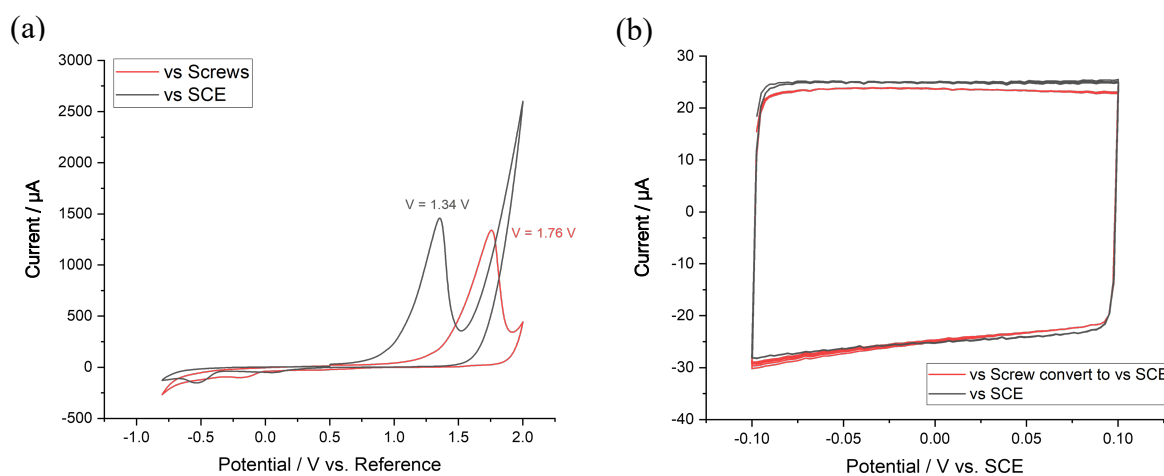 (a)
vs Screws
vs SCE
3000
2500
2000
1500
1000
500
0
-500
Current / µA
V = 1.34 V
V = 1.76 V
-1.0
-0.5
0.0
0.5
1.0
1.5
2.0
Potential / V vs. Reference
(b)
30
20
10
0
-10
-20
-30
-40
Current / µA
vs Screw convert to vs SCE
vs SCE
-0.10
-0.05
0.00
0.05
0.10
Potential / V vs. SCE